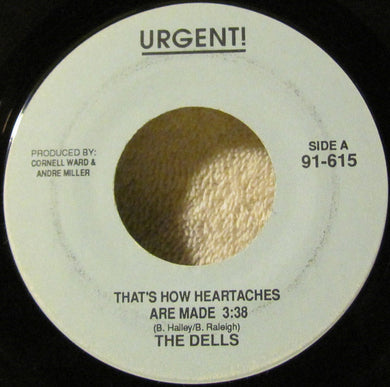 URGENT!
PRODUCED BY:
CORNELL WARD &
ANDRE MILLER
SIDE A
91-615
THAT'S HOW HEARTACHES
ARE MADE 3:38
(B. Halley/B. Raleigh)
THE DELLS